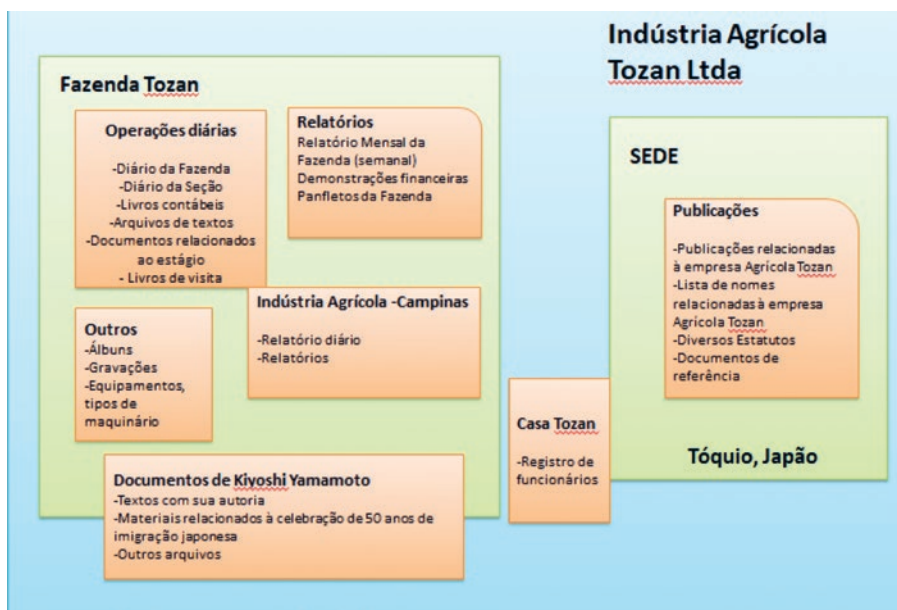 Indústria Agrícola
Tozan Ltda
Fazenda Tozan
Operações diárias
-Diário da Fazenda
-Diário da Seção
-Livros contábeis
-Arquivos de textos
-Documentos relacionados
ao estágio
- Livros de visita
Relatórios
Relatório Mensal da
Fazenda (semanal)
Demonstrações financeiras
Panfletos da Fazenda
Indústria Agrícola -Campinas
-Relatório diário
-Relatórios
Outros
-Álbuns
-Gravações
-Equipamentos,
tipos de
maquinário
Documentos de Kiyoshi Yamamoto
-Textos com sua autoria
-Materiais relacionados à celebração de 50 anos de
imigração japonesa
-Outros arquivos
Casa Tozan
-Registro de
funcionários
SEDE
Publicações
-Publicações relacionadas
à empresa Agrícola Tozan
-Lista de nomes
relacionadas à empresa
Agrícola Tozan
-Diversos Estatutos
-Documentos de
referência
Tóquio, Japão